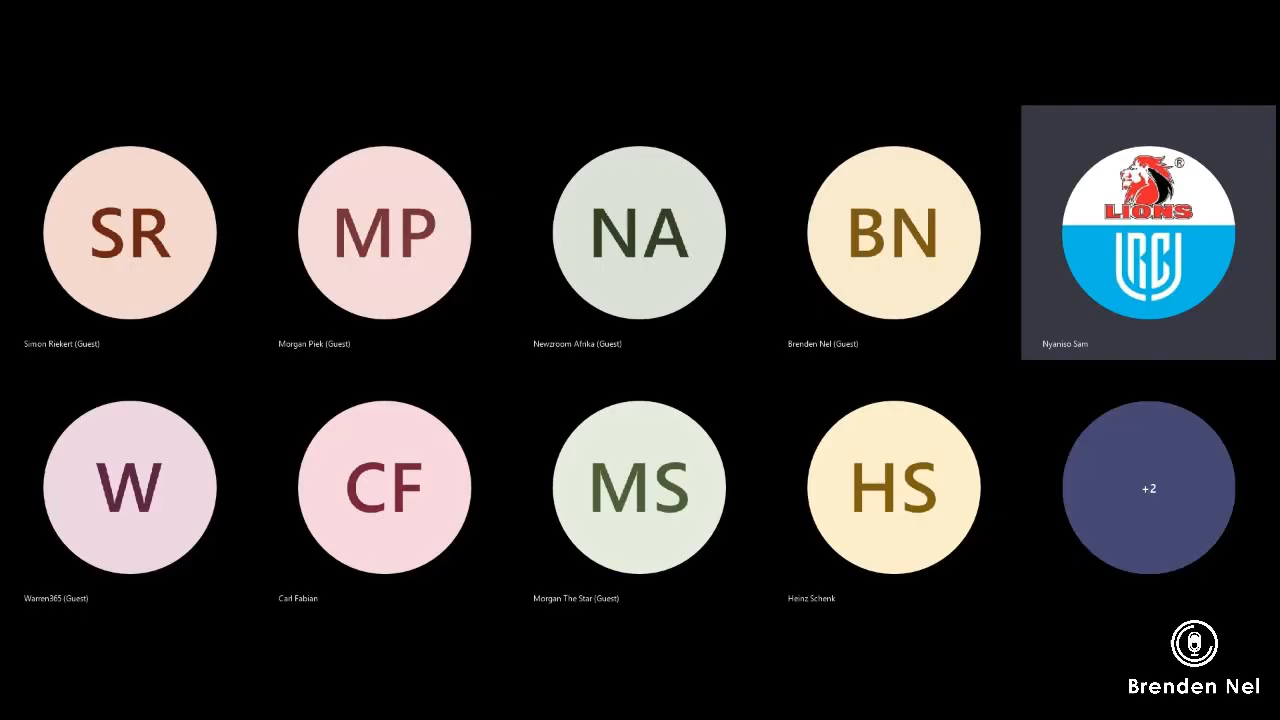 SR
MP
NA
BN
®
LIONS
URC
Simon Riekert (Guest)
Morgan Piek (Guest)
Newzroom Afrika (Guest)
Brenden Nel (Guest)
Nyaniso Sam
W
CF
MS
HS
+2
Warren365 (Guest)
Carl Fabian
Morgan The Star (Guest)
Heinz Schenk
Brenden Nel